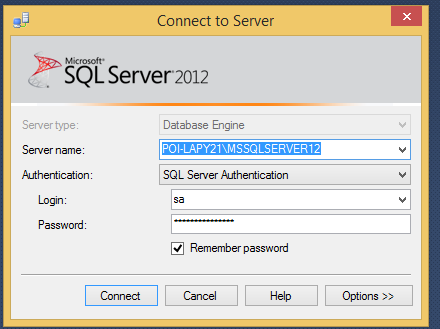 Connect to Server
Microsoft®
SQL Server 2012
Server type: Database Engine
Server name: POI-LAPY21\MSSQLSERVER12
Authentication: SQL Server Authentication
Login: sa
Password: ***************
Remember password
Connect Cancel Help Options >>